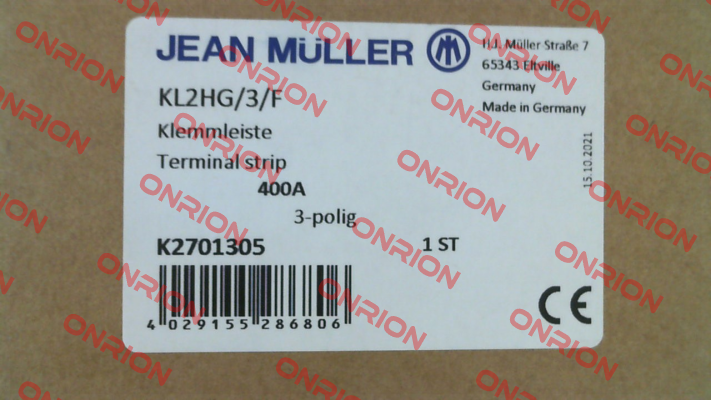 JEAN MÜLLER
H.J. Müller-Straße 7
65343 Eltville
Germany
Made in Germany
KL2HG/3/F
Klemmleiste
Terminal strip
400A
3-polig
K2701305
1 ST
15.10.2021
4 029155 286806
CE
ONRION